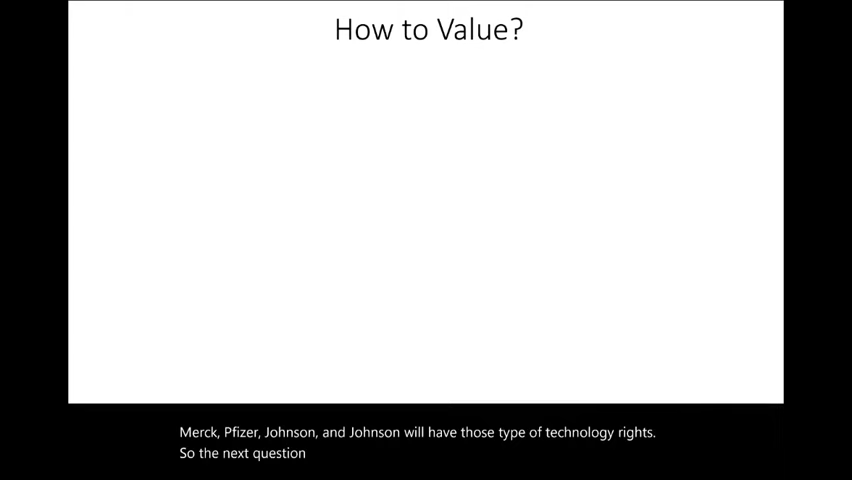 How to Value?
Merck, Pfizer, Johnson, and Johnson will have those type of technology rights.
So the next question